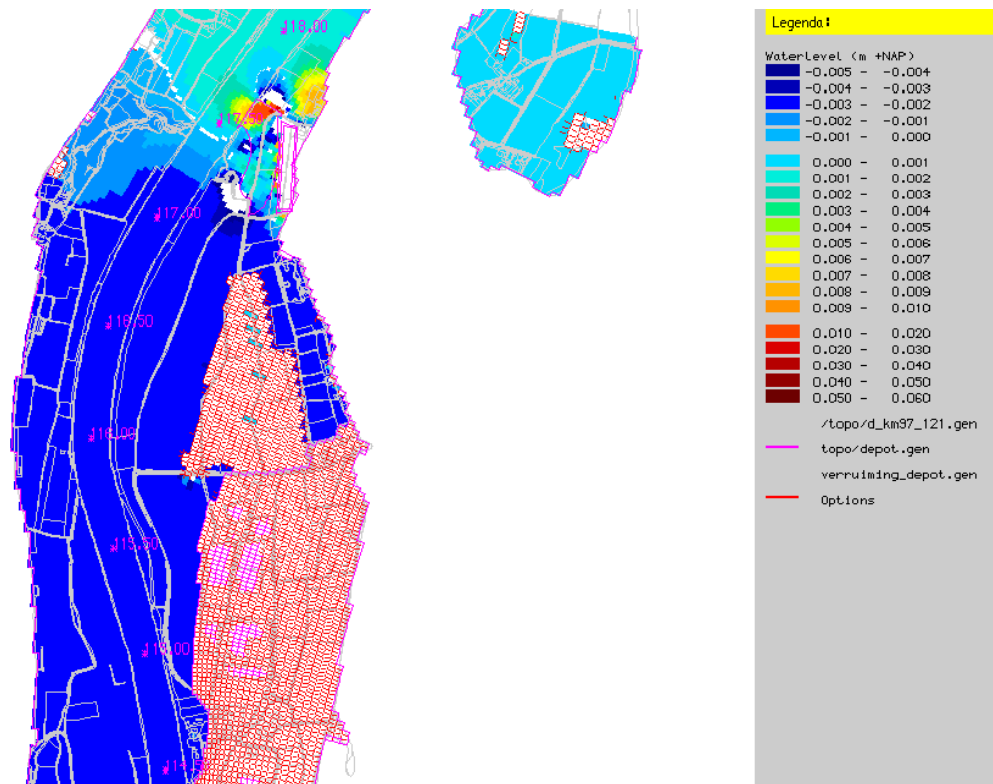 118.00
117.50
117.00
116.50
116.00
115.50
115.00
114.5
Legenda:
WaterLevel (m +NAP)
-0.005 - -0.004
-0.004 - -0.003
-0.003 - -0.002
-0.002 - -0.001
-0.001 - 0.000
0.000 - 0.001
0.001 - 0.002
0.002 - 0.003
0.003 - 0.004
0.004 - 0.005
0.005 - 0.006
0.006 - 0.007
0.007 - 0.008
0.008 - 0.009
0.009 - 0.010
0.010 - 0.020
0.020 - 0.030
0.030 - 0.040
0.040 - 0.050
0.050 - 0.060
/topo/d_km97_121.gen
topo/depot.gen
verruiming_depot.gen
Options